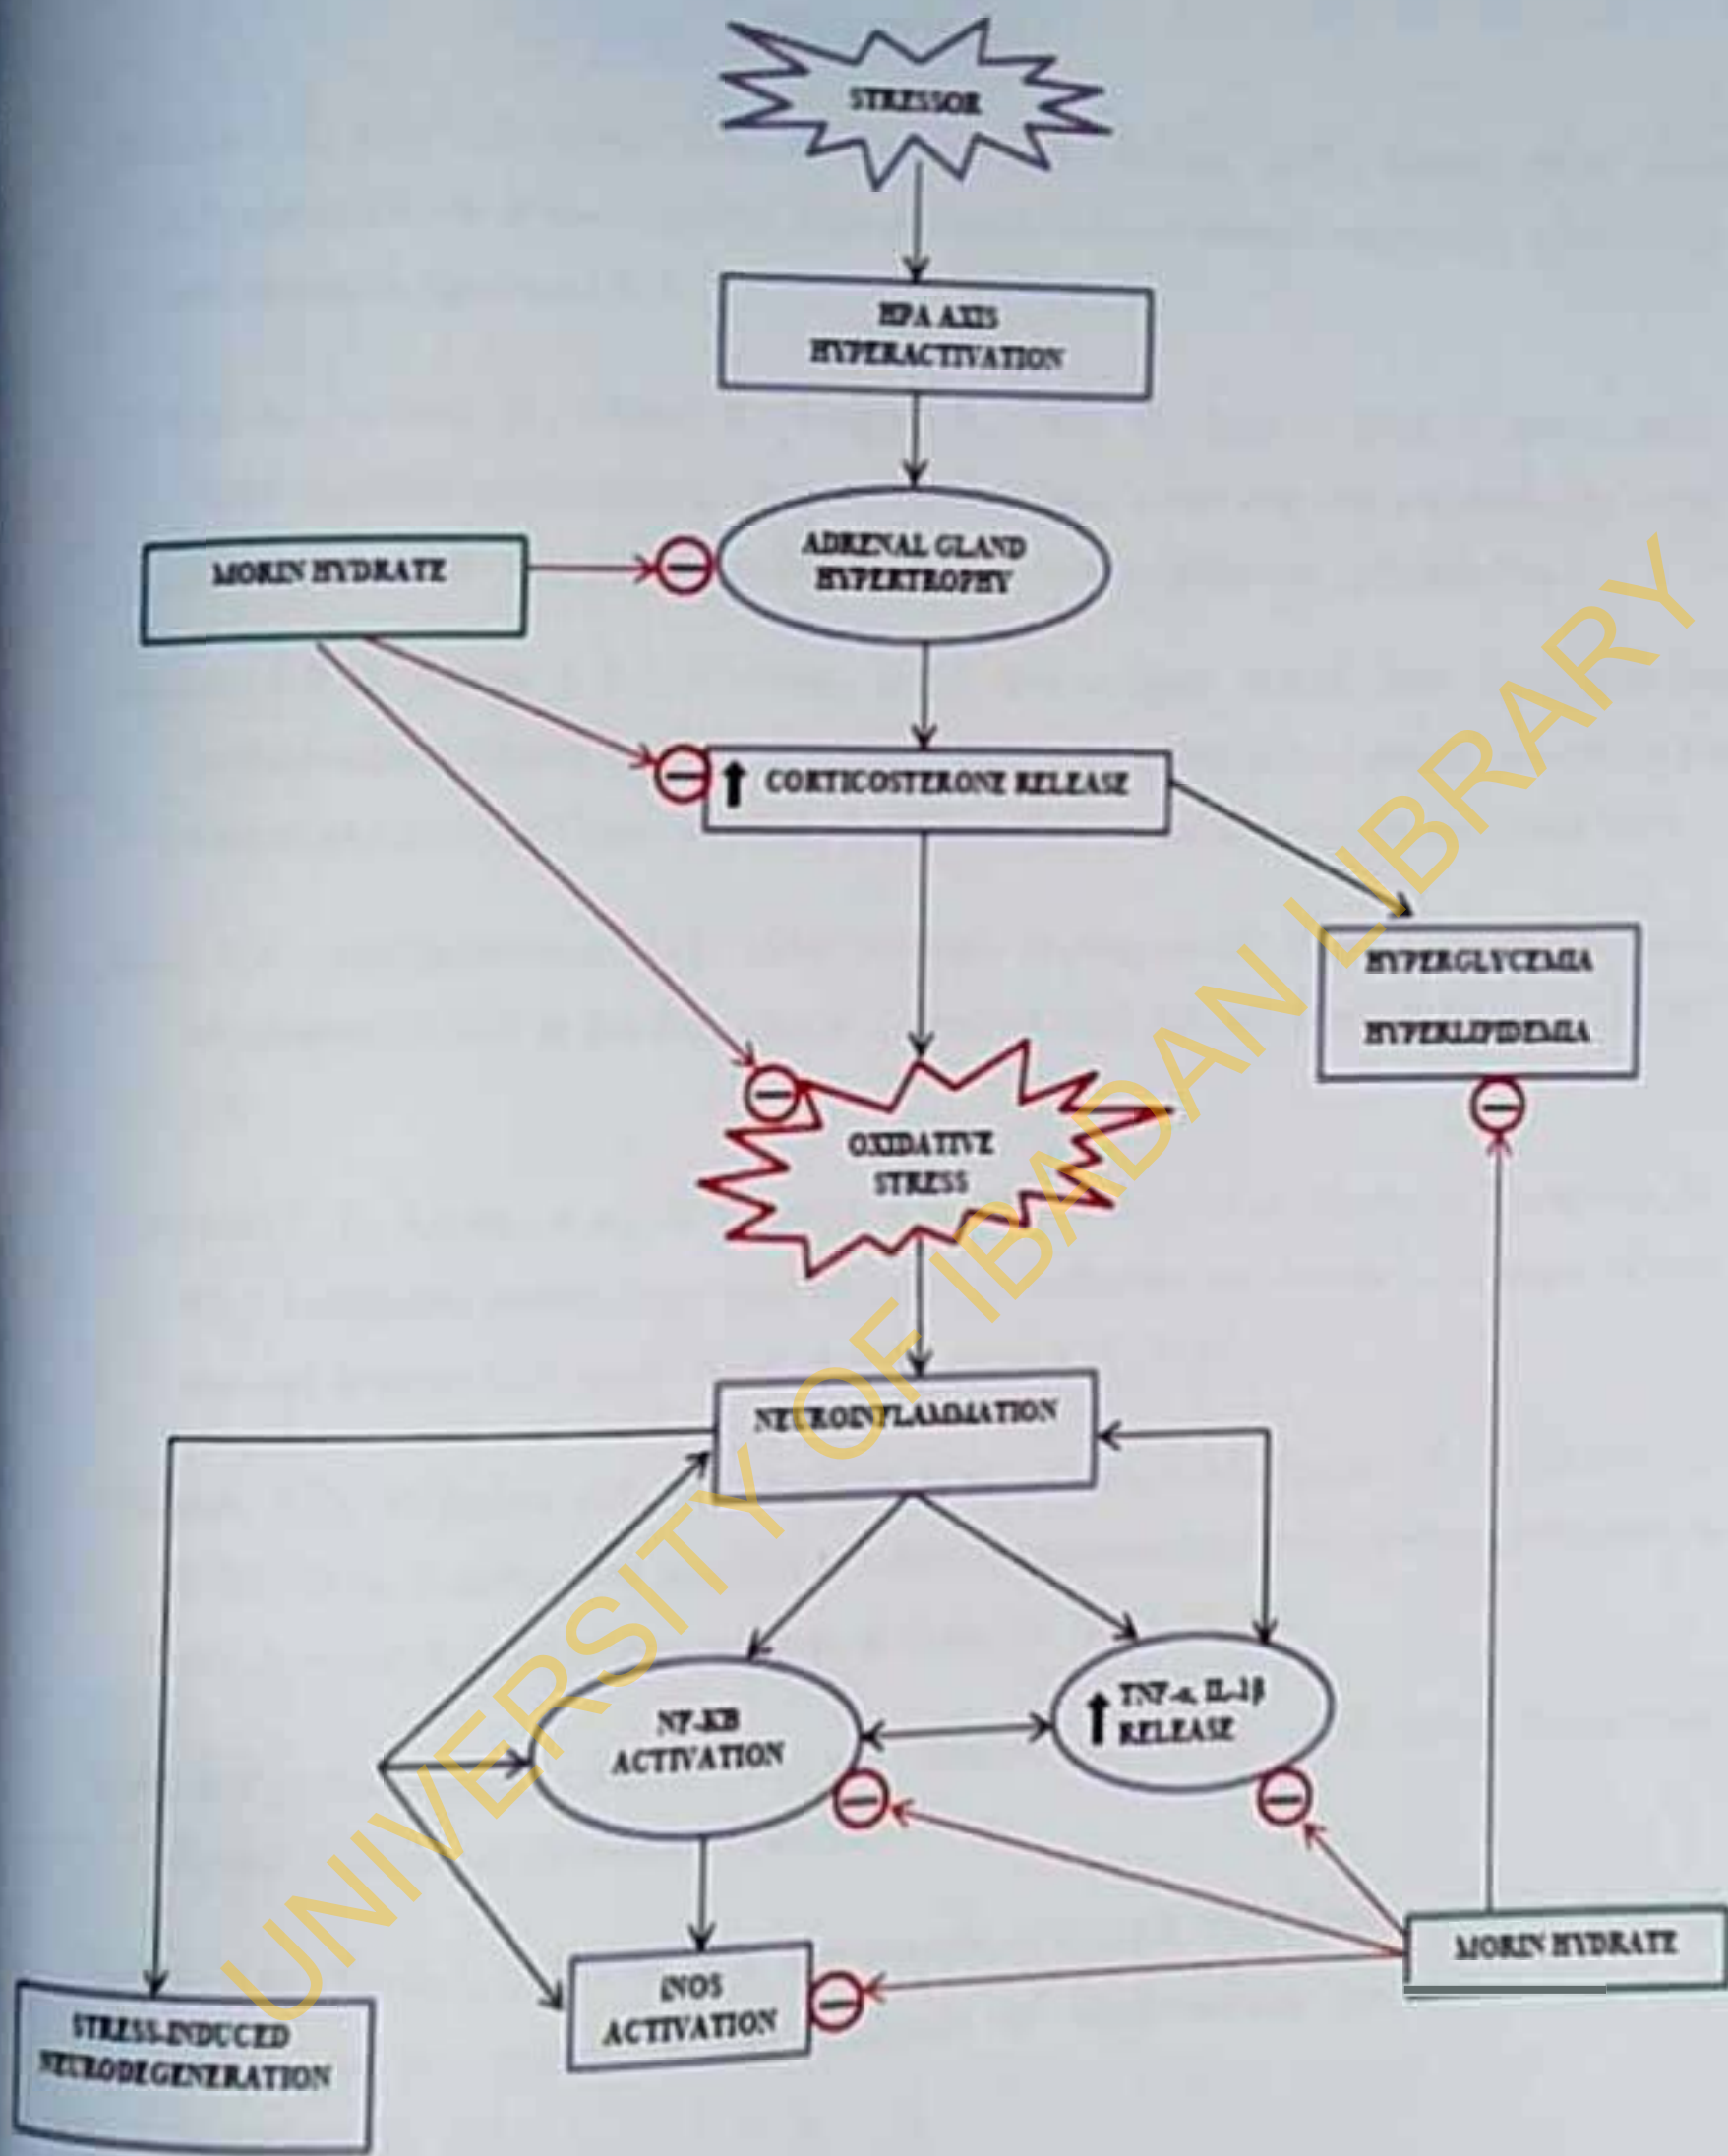 STRESSOR
HPA AXIS
HYPERACTIVATION
ADRENAL GLAND
HYPERTROPHY
MORIN HYDRATE
CORTICOSTERONE RELEASE
HYPERGLYCEMIA
HYPERLIPIDEMIA
OXIDATIVE
STRESS
NEUROINFLAMMATION
NF-KB
ACTIVATION
TNF-α, IL-1β
RELEASE
MORIN HYDRATE
iNOS
ACTIVATION
STRESS-INDUCED
NEURODEGENERATION
UNIVERSITY OF IBADAN LIBRARY